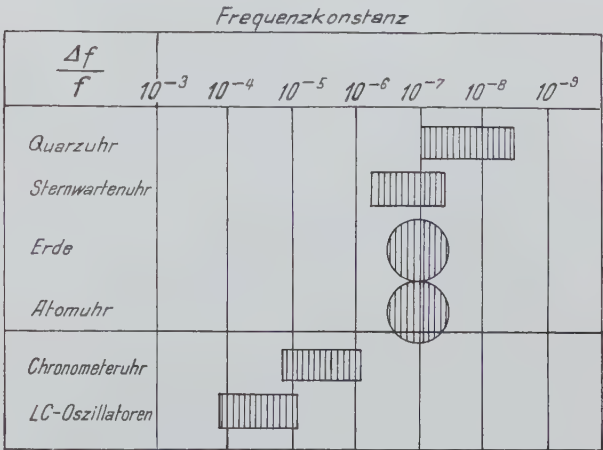 Frequenzkonstanz
Δf
f
10⁻³ 10⁻⁴ 10⁻⁵ 10⁻⁶ 10⁻⁷ 10⁻⁸ 10⁻⁹
Quarzuhr
Sternwartenuhr
Erde
Atomuhr
Chronometeruhr
LC-Oszillatoren